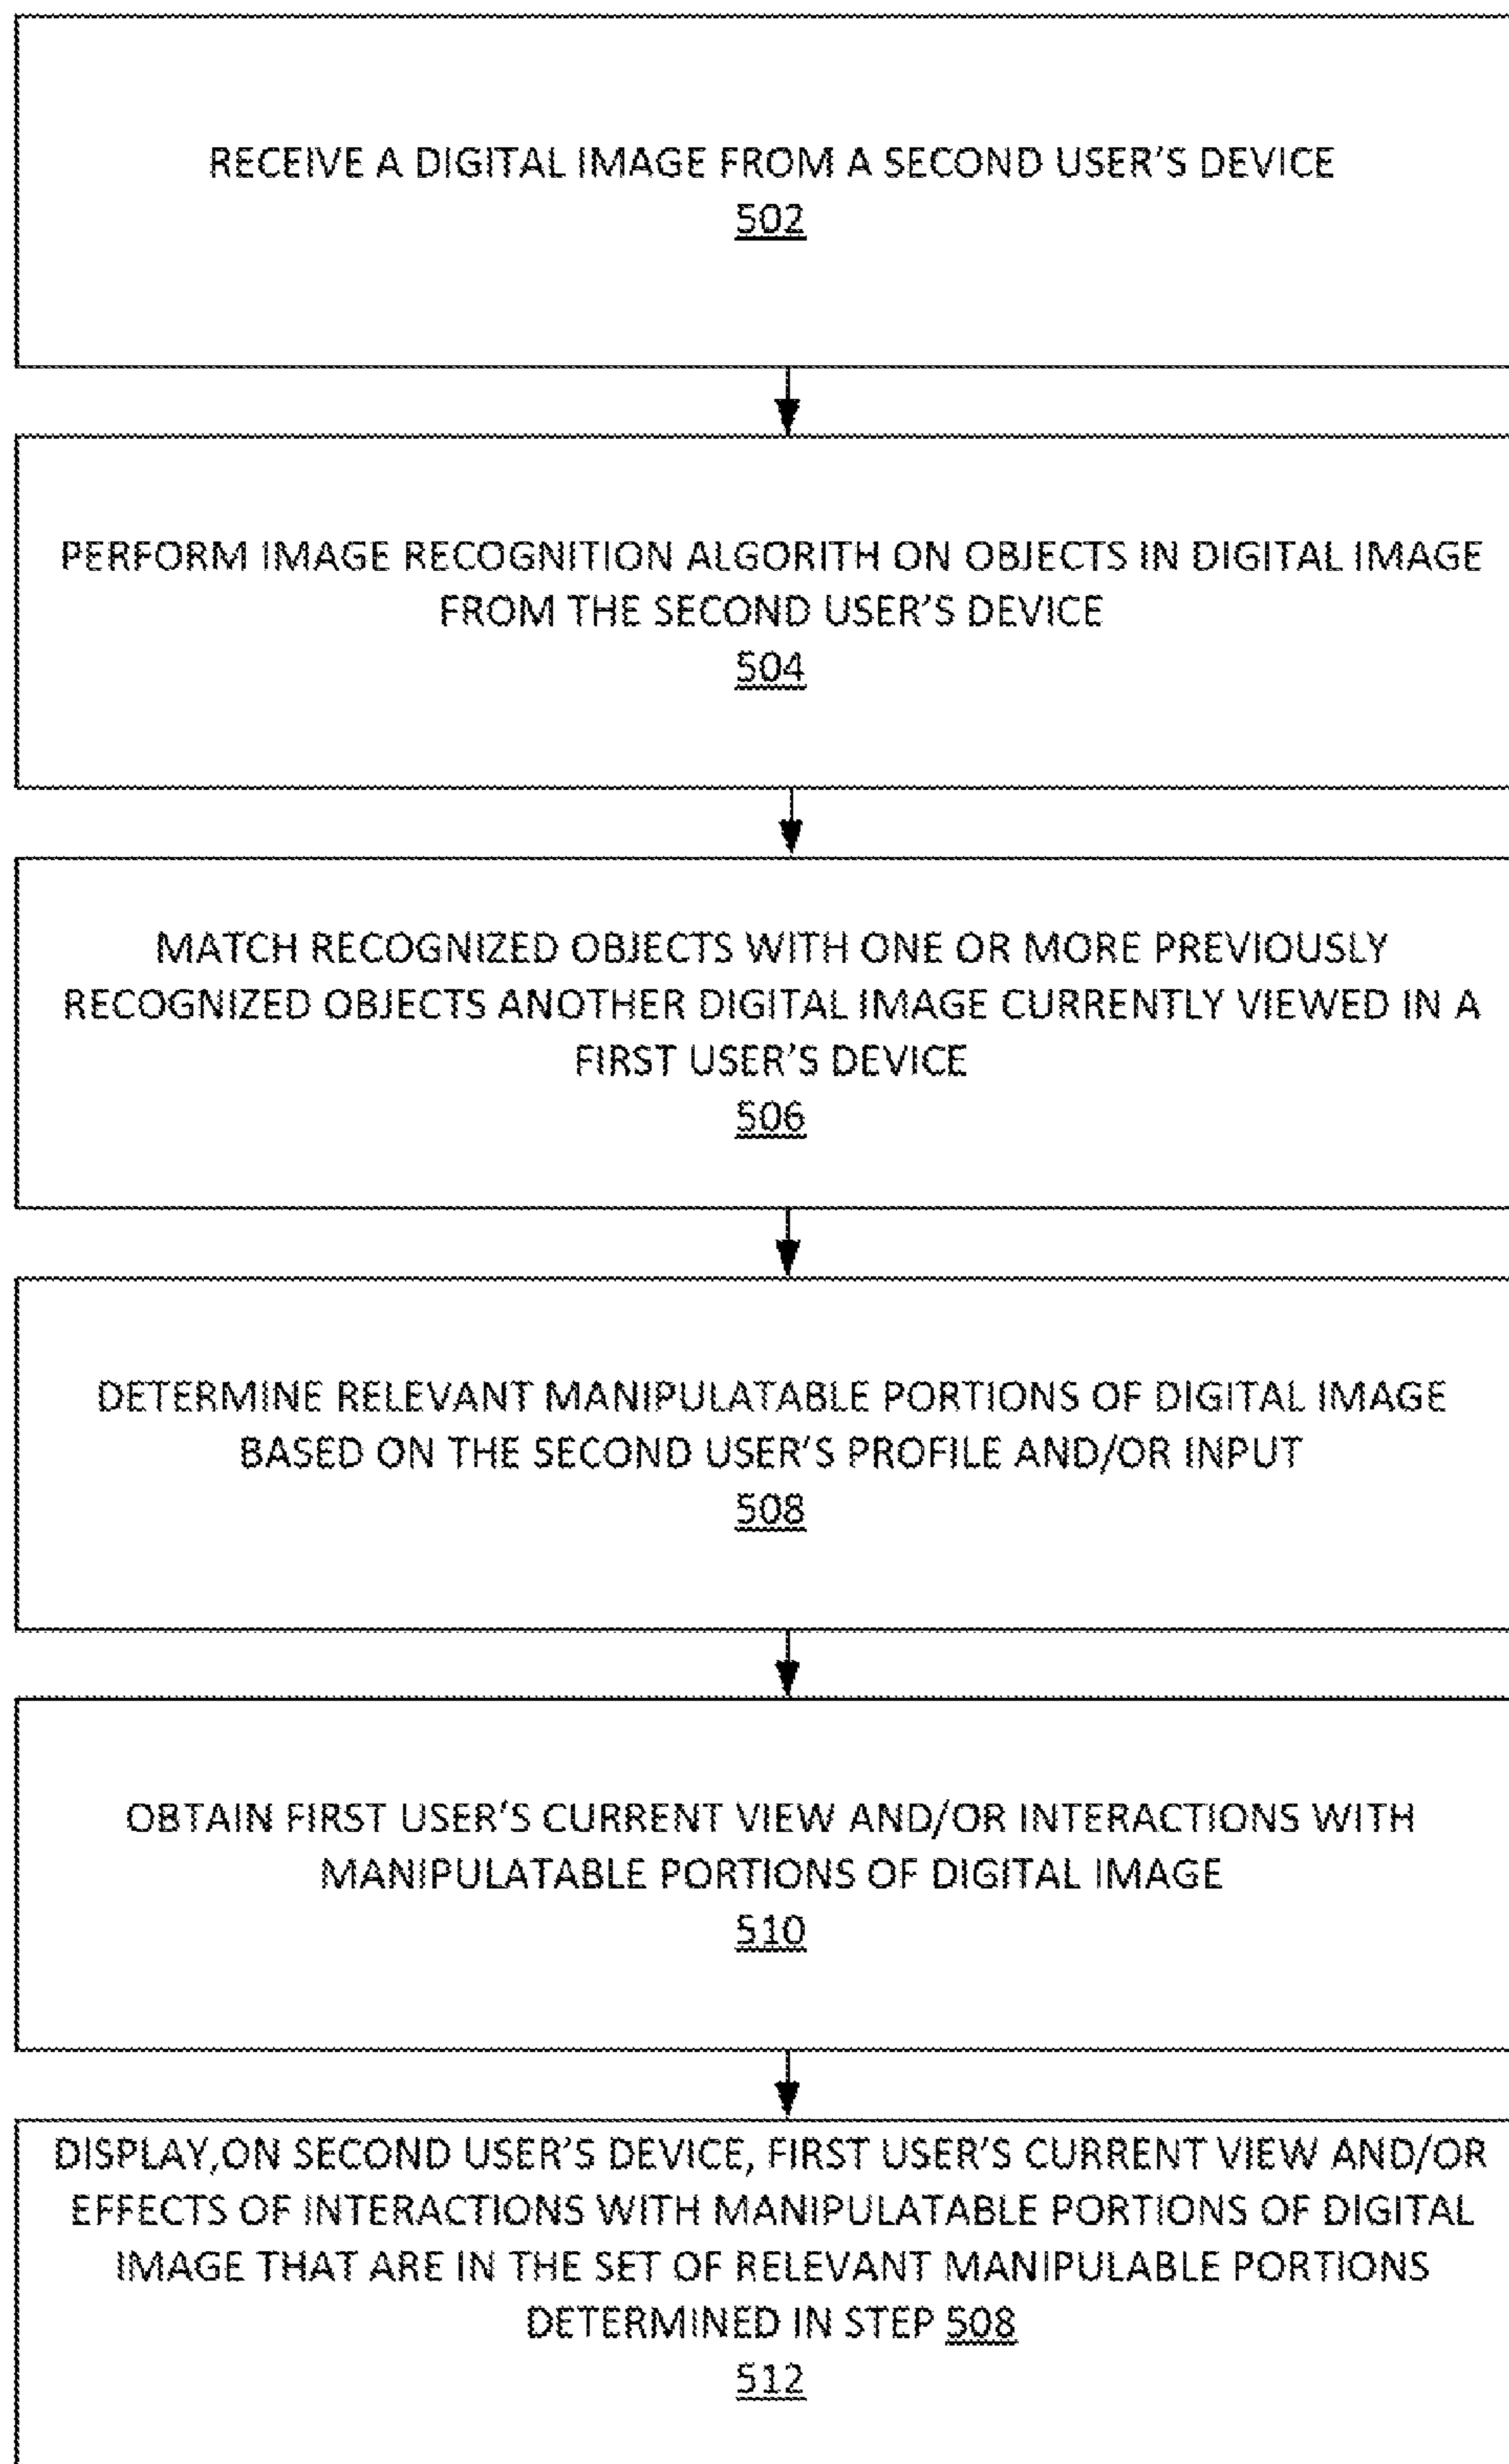 RECEIVE A DIGITAL IMAGE FROM A SECOND USER'S DEVICE
502
PERFORM IMAGE RECOGNITION ALGORITH ON OBJECTS IN DIGITAL IMAGE
FROM THE SECOND USER'S DEVICE
504
MATCH RECOGNIZED OBJECTS WITH ONE OR MORE PREVIOUSLY
RECOGNIZED OBJECTS ANOTHER DIGITAL IMAGE CURRENTLY VIEWED IN A
FIRST USER'S DEVICE
506
DETERMINE RELEVANT MANIPULATABLE PORTIONS OF DIGITAL IMAGE
BASED ON THE SECOND USER'S PROFILE AND/OR INPUT
508
OBTAIN FIRST USER'S CURRENT VIEW AND/OR INTERACTIONS WITH
MANIPULATABLE PORTIONS OF DIGITAL IMAGE
510
DISPLAY,ON SECOND USER'S DEVICE, FIRST USER'S CURRENT VIEW AND/OR
EFFECTS OF INTERACTIONS WITH MANIPULATABLE PORTIONS OF DIGITAL
IMAGE THAT ARE IN THE SET OF RELEVANT MANIPULABLE PORTIONS
DETERMINED IN STEP 508
512